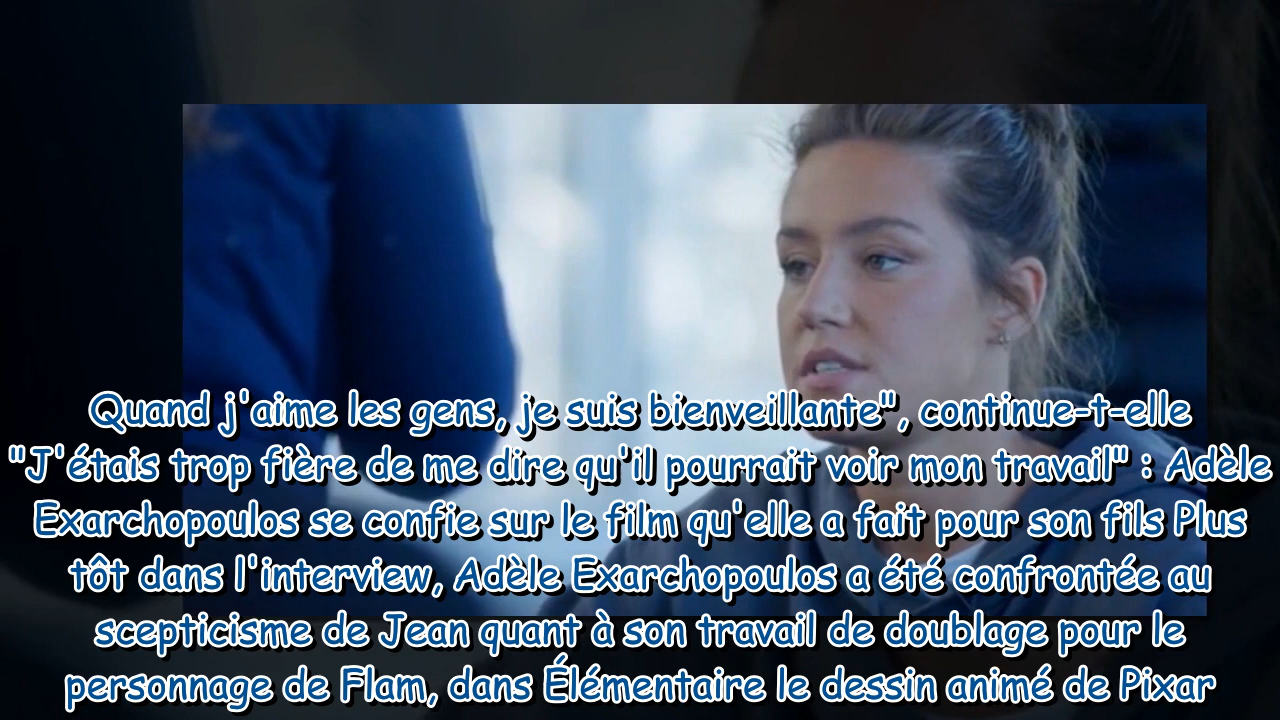 Quand j'aime les gens, je suis bienveillante", continue-t-elle
"J'étais trop fière de me dire qu'il pourrait voir mon travail" : Adèle
Exarchopoulos se confie sur le film qu'elle a fait pour son fils Plus
tôt dans l'interview, Adèle Exarchopoulos a été confrontée au
scepticisme de Jean quant à son travail de doublage pour le
personnage de Flam, dans Élémentaire le dessin animé de Pixar